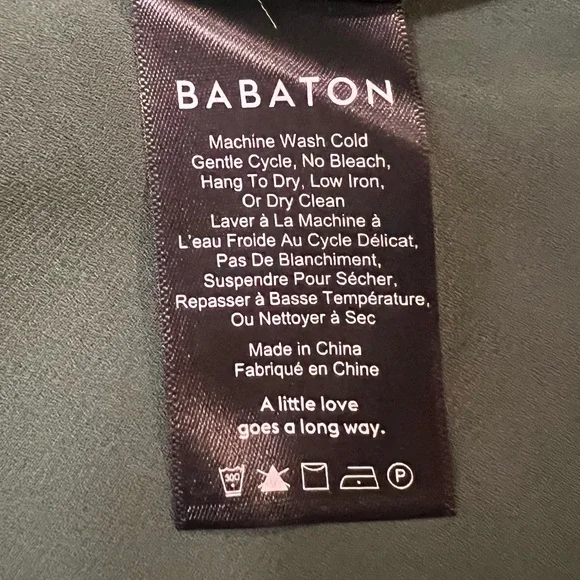 BABATON
Machine Wash Cold
Gentle Cycle, No Bleach,
Hang To Dry, Low Iron,
Or Dry Clean
Laver à La Machine à
L'eau Froide Au Cycle Délicat,
Pas De Blanchiment,
Suspendre Pour Sécher,
Repasser à Basse Température,
Ou Nettoyer à Sec
Made in China
Fabriqué en Chine
A little love
goes a long way.
P